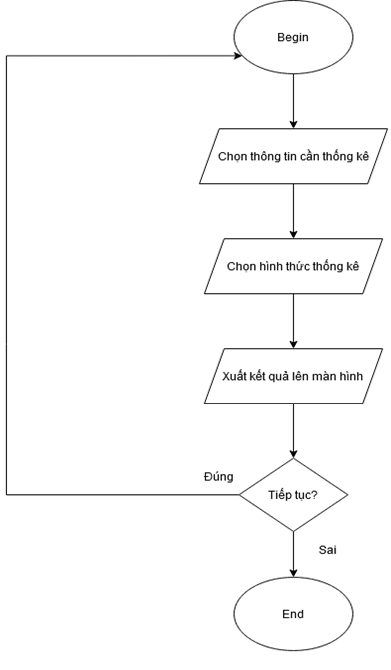 Begin
Chọn thông tin cần thống kê
Chọn hình thức thống kê
Xuất kết quả lên màn hình
Đúng
Tiếp tục?
Sai
End